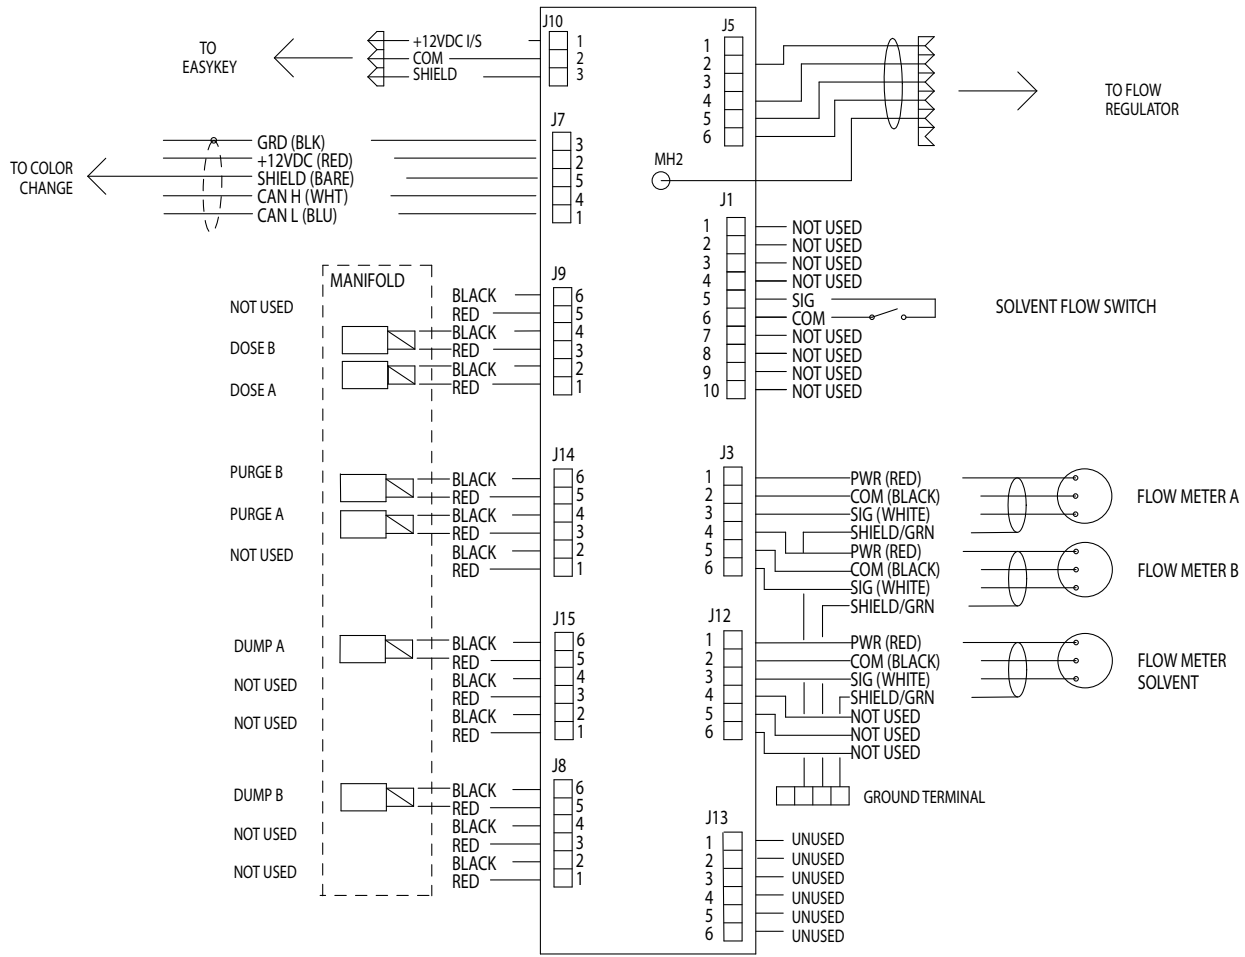 J10
TO
EASYKEY
+12VDC I/S
COM
SHIELD
1
2
3
J7
TO COLOR
CHANGE
GRD (BLK)
+12VDC (RED)
SHIELD (BARE)
CAN H (WHT)
CAN L (BLU)
3
2
5
4
1
MANIFOLD
J9
NOT USED
DOSE B
DOSE A
BLACK 6
RED 5
BLACK 4
RED 3
BLACK 2
RED 1
J14
PURGE B
PURGE A
NOT USED
BLACK 6
RED 5
BLACK 4
RED 3
BLACK 2
RED 1
J15
DUMP A
NOT USED
NOT USED
BLACK 6
RED 5
BLACK 4
RED 3
BLACK 2
RED 1
J8
DUMP B
NOT USED
NOT USED
BLACK 6
RED 5
BLACK 4
RED 3
BLACK 2
RED 1
J5
1
2
3
4
5
6
TO FLOW
REGULATOR
MH2
J1
1 NOT USED
2 NOT USED
3 NOT USED
4 NOT USED
5 SIG
6 COM
7 NOT USED
8 NOT USED
9 NOT USED
10 NOT USED
SOLVENT FLOW SWITCH
J3
1
2
3
4
5
6
PWR (RED)
COM (BLACK)
SIG (WHITE)
SHIELD/GRN
FLOW METER A
PWR (RED)
COM (BLACK)
SIG (WHITE)
SHIELD/GRN
FLOW METER B
J12
1
2
3
4
5
6
PWR (RED)
COM (BLACK)
SIG (WHITE)
SHIELD/GRN
NOT USED
NOT USED
NOT USED
FLOW METER
SOLVENT
GROUND TERMINAL
J13
1 UNUSED
2 UNUSED
3 UNUSED
4 UNUSED
5 UNUSED
6 UNUSED